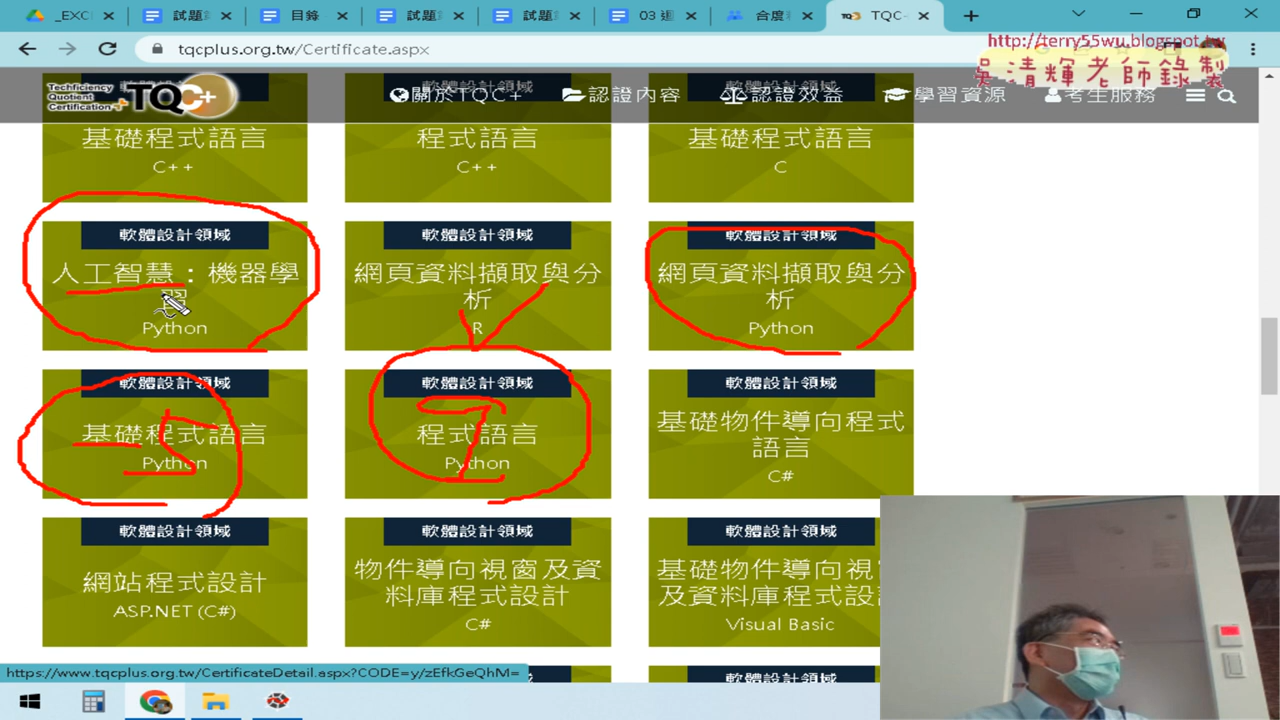 _EXC
試題
目錄 -
試題
試題
03 迴
合度
TQC-
tqcplus.org.tw/Certificate.aspx
http://terry55wu.blogspot.tw
吳清輝老師錄製
Techficiency
Quotient
Certification
TQC+
關於TQC+
認證內容
認證效益
學習資源
考生服務
基礎程式語言
C++
程式語言
C++
基礎程式語言
C
軟體設計領域
人工智慧：機器學
習
Python
軟體設計領域
網頁資料擷取與分
析
R
軟體設計領域
網頁資料擷取與分
析
Python
軟體設計領域
基礎程式語言
Python
軟體設計領域
程式語言
Python
軟體設計領域
基礎物件導向程式
語言
C#
軟體設計領域
網站程式設計
ASP.NET (C#)
軟體設計領域
物件導向視窗及資
料庫程式設計
C#
軟體設計領域
基礎物件導向視窗
及資料庫程式設
Visual Basic
軟體設計領域
軟體設計領域
https://www.tqcplus.org.tw/CertificateDetail.aspx?CODE=y/zEfkGeQhM=